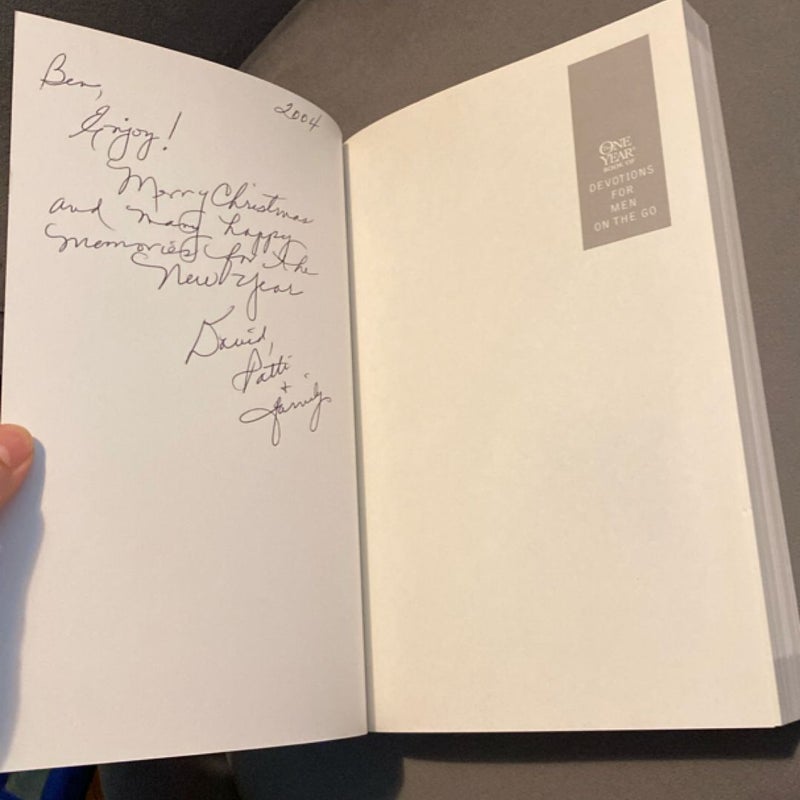 Ben,
2004
Enjoy!
Merry Christmas
and many happy
memories for the
New Year
David,
Patti
+
family
THE
ONE
YEAR®
BOOK OF
DEVOTIONS
FOR
MEN
ON THE GO